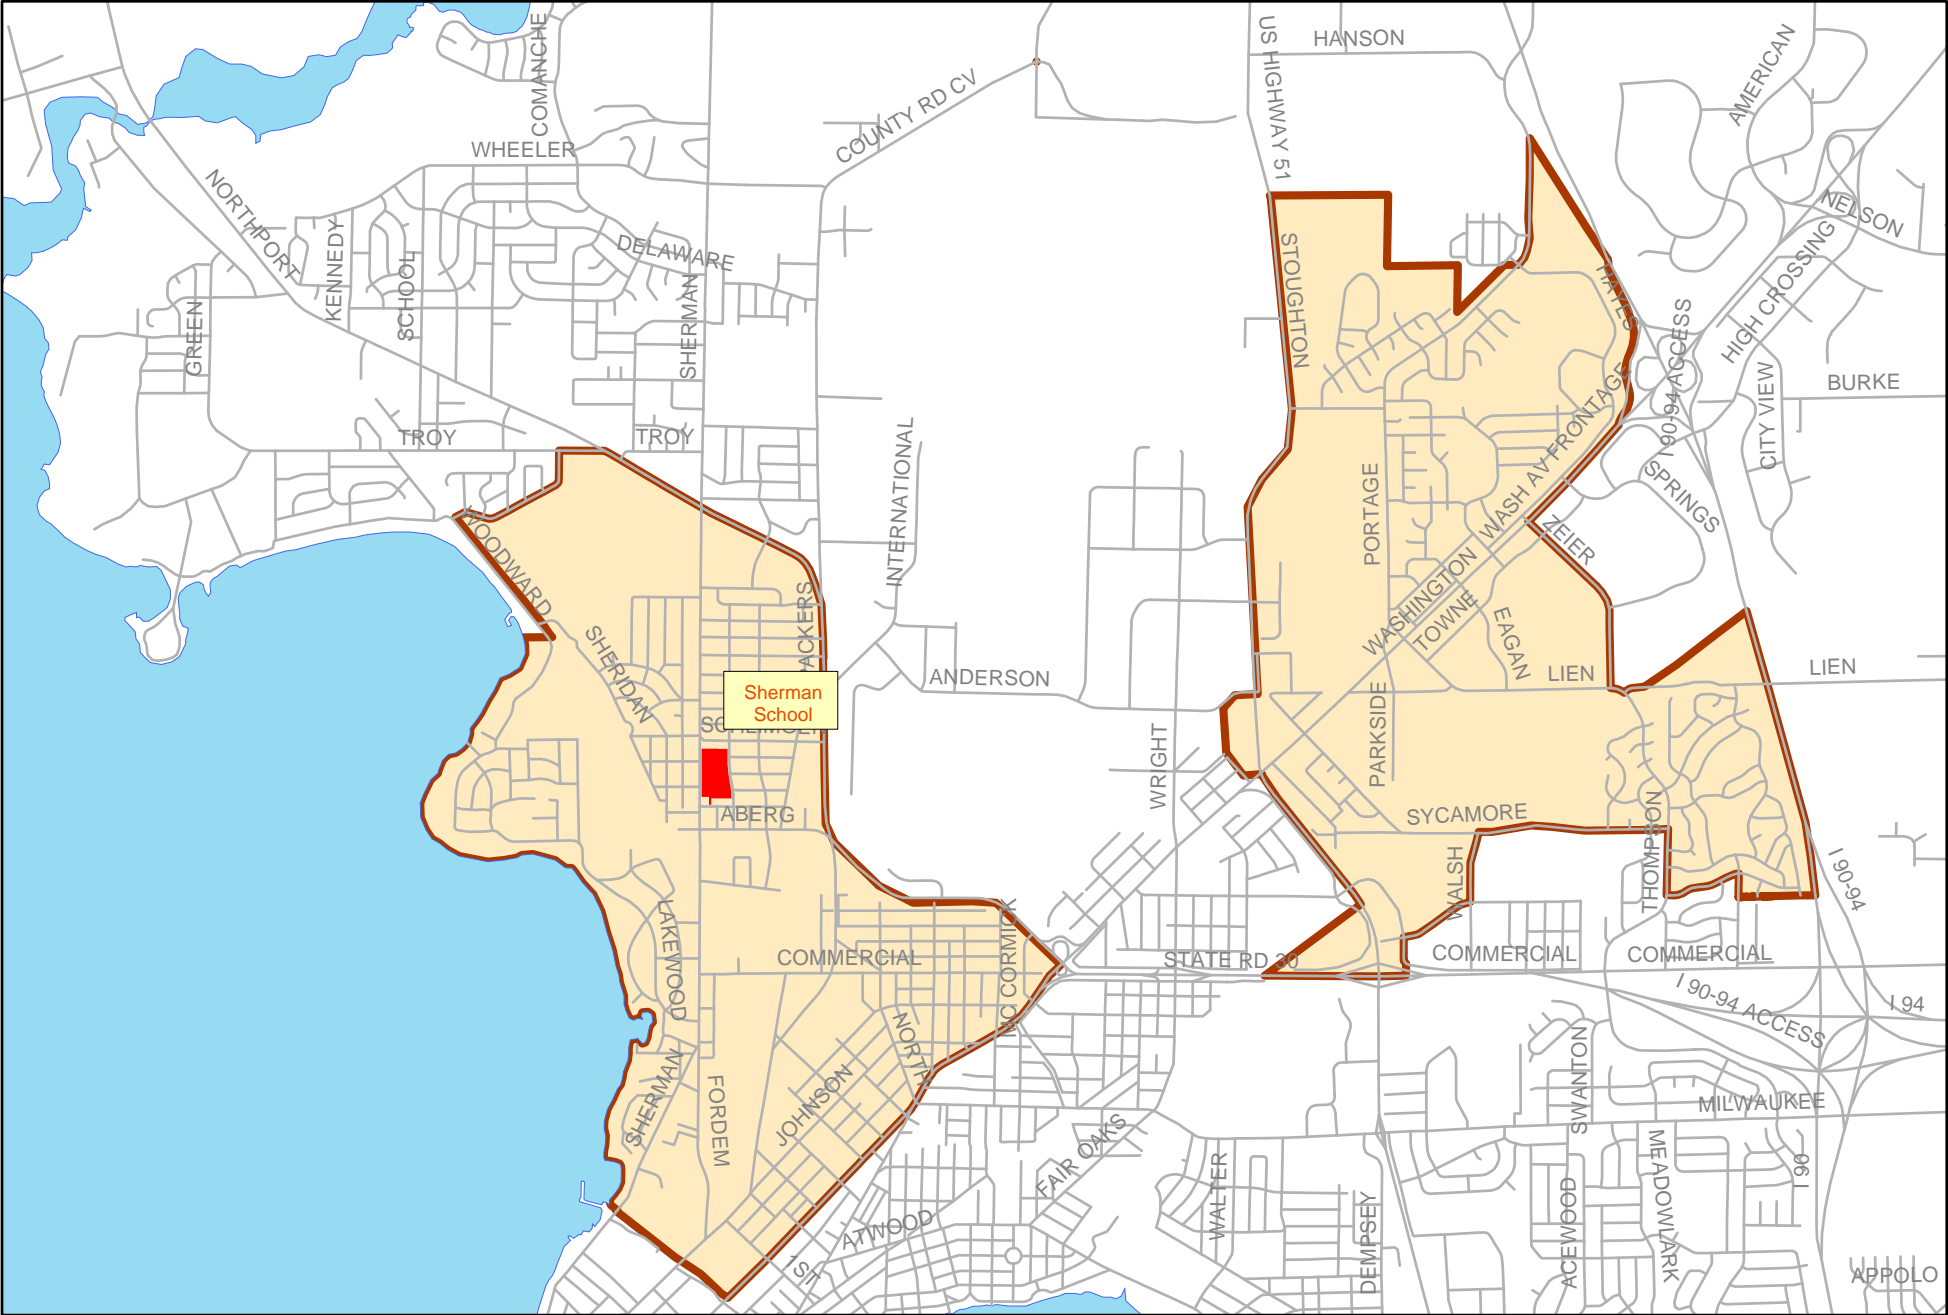 COMANCHE
US HIGHWAY 51
HANSON
AMERICAN
COUNTY RD CV
WHEELER
NORTHPORT
KENNEDY
SCHOOL
DELAWARE
SHERMAN
GREEN
STOUGHTON
HAYES
NELSON
HIGH CROSSING
I 90-94 ACCESS
BURKE
CITY VIEW
TROY
TROY
INTERNATIONAL
PORTAGE
WASH AV FRONTAGE
SPRINGS
ZEIER
WOODWARD
WASHINGTON
TOWNE
EAGAN
PACKERS
SHERIDAN
ANDERSON
LIEN
LIEN
Sherman
School
PARKSIDE
WRIGHT
ABERG
SYCAMORE
THOMPSON
WALSH
I 90-94
LAKEWOOD
MC CORMICK
COMMERCIAL
STATE RD 30
COMMERCIAL
COMMERCIAL
I 90-94 ACCESS
I 94
NORTH
SHERMAN
FORDEM
JOHNSON
SWANTON
MILWAUKEE
FAIR OAKS
WALTER
MEADOWLARK
I 90
ATWOOD
1ST
DEMPSEY
ACEWOOD
APPOLO